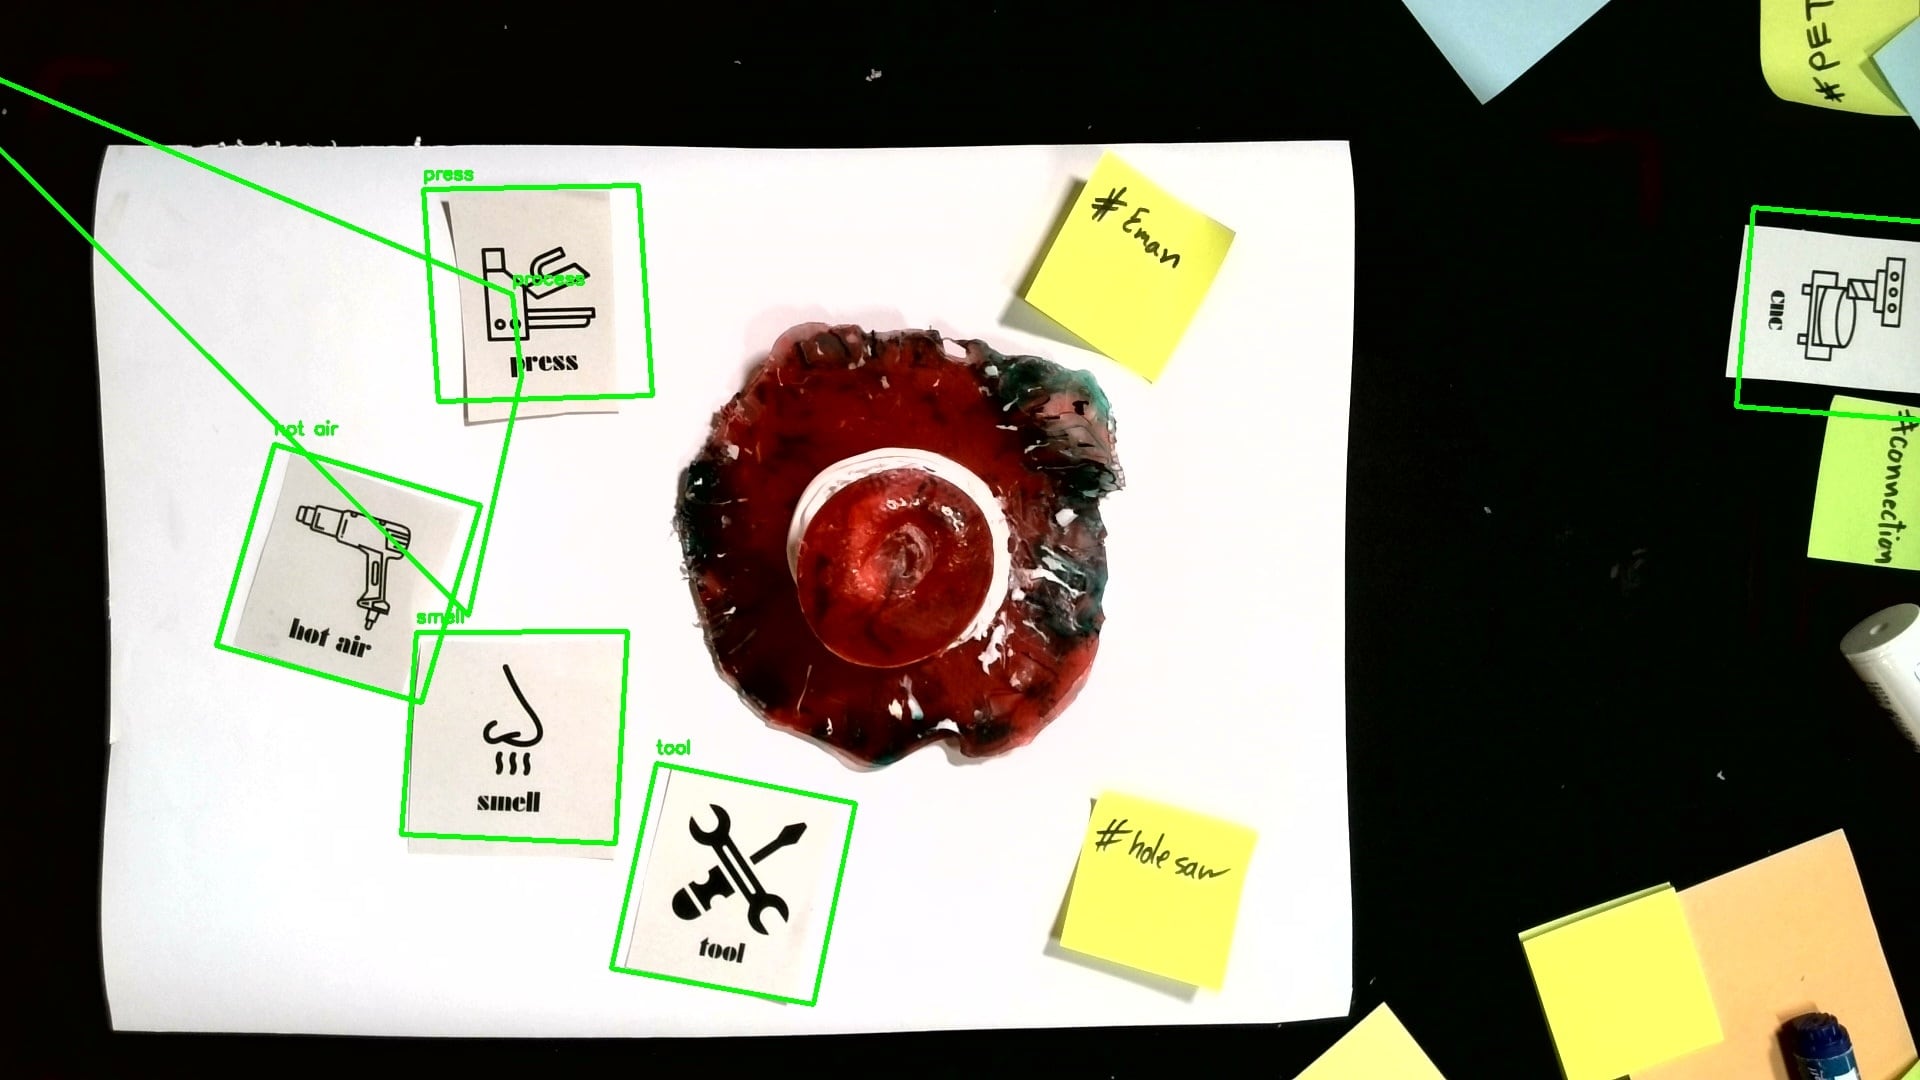 #PET
press
process
press
#Eman
cnc
hot air
hot air
#connection
smell
smell
tool
tool
#hole saw